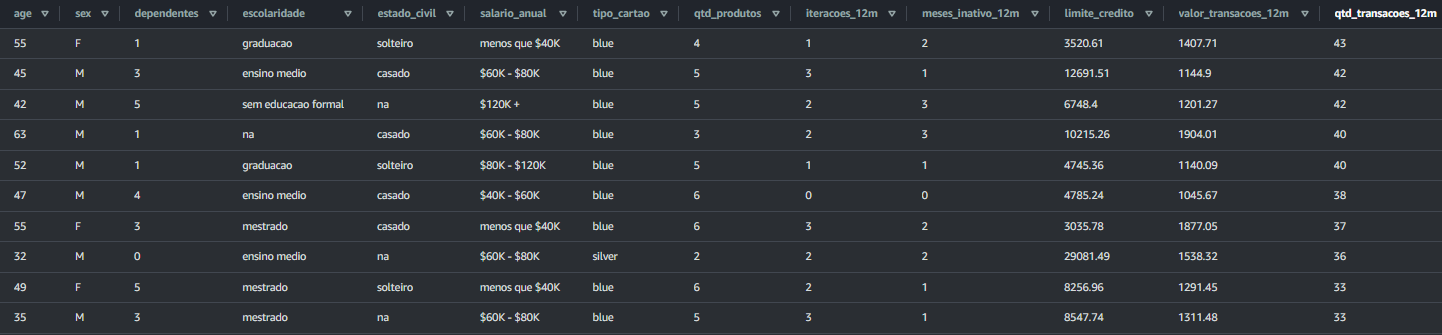 age sex dependentes escolaridade estado_civil salario_anual tipo_cartao qtd_produtos iteracoes_12m meses_inativo_12m limite_credito valor_transacoes_12m qtd_transacoes_12m
55 F 1 graduacao solteiro menos que $40K blue 4 1 2 3520.61 1407.71 43
45 M 3 ensino medio casado $60K - $80K blue 5 3 1 12691.51 1144.9 42
42 M 5 sem educacao formal na $120K + blue 5 2 3 6748.4 1201.27 42
63 M 1 na casado $60K - $80K blue 3 2 3 10215.26 1904.01 40
52 M 1 graduacao solteiro $80K - $120K blue 5 1 1 4745.36 1140.09 40
47 M 4 ensino medio casado $40K - $60K blue 6 0 0 4785.24 1045.67 38
55 F 3 mestrado casado menos que $40K blue 6 3 2 3035.78 1877.05 37
32 M 0 ensino medio na $60K - $80K silver 2 2 2 29081.49 1538.32 36
49 F 5 mestrado solteiro menos que $40K blue 6 2 1 8256.96 1291.45 33
35 M 3 mestrado na $60K - $80K blue 5 3 1 8547.74 1311.48 33